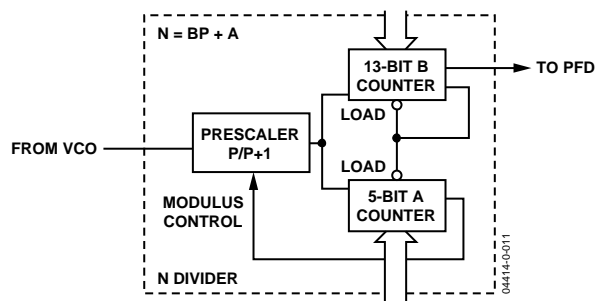 N = BP + A
13-BIT B
COUNTER
TO PFD
LOAD
PRESCALER
P/P+1
FROM VCO
LOAD
MODULUS
CONTROL
5-BIT A
COUNTER
N DIVIDER
04414-0-011